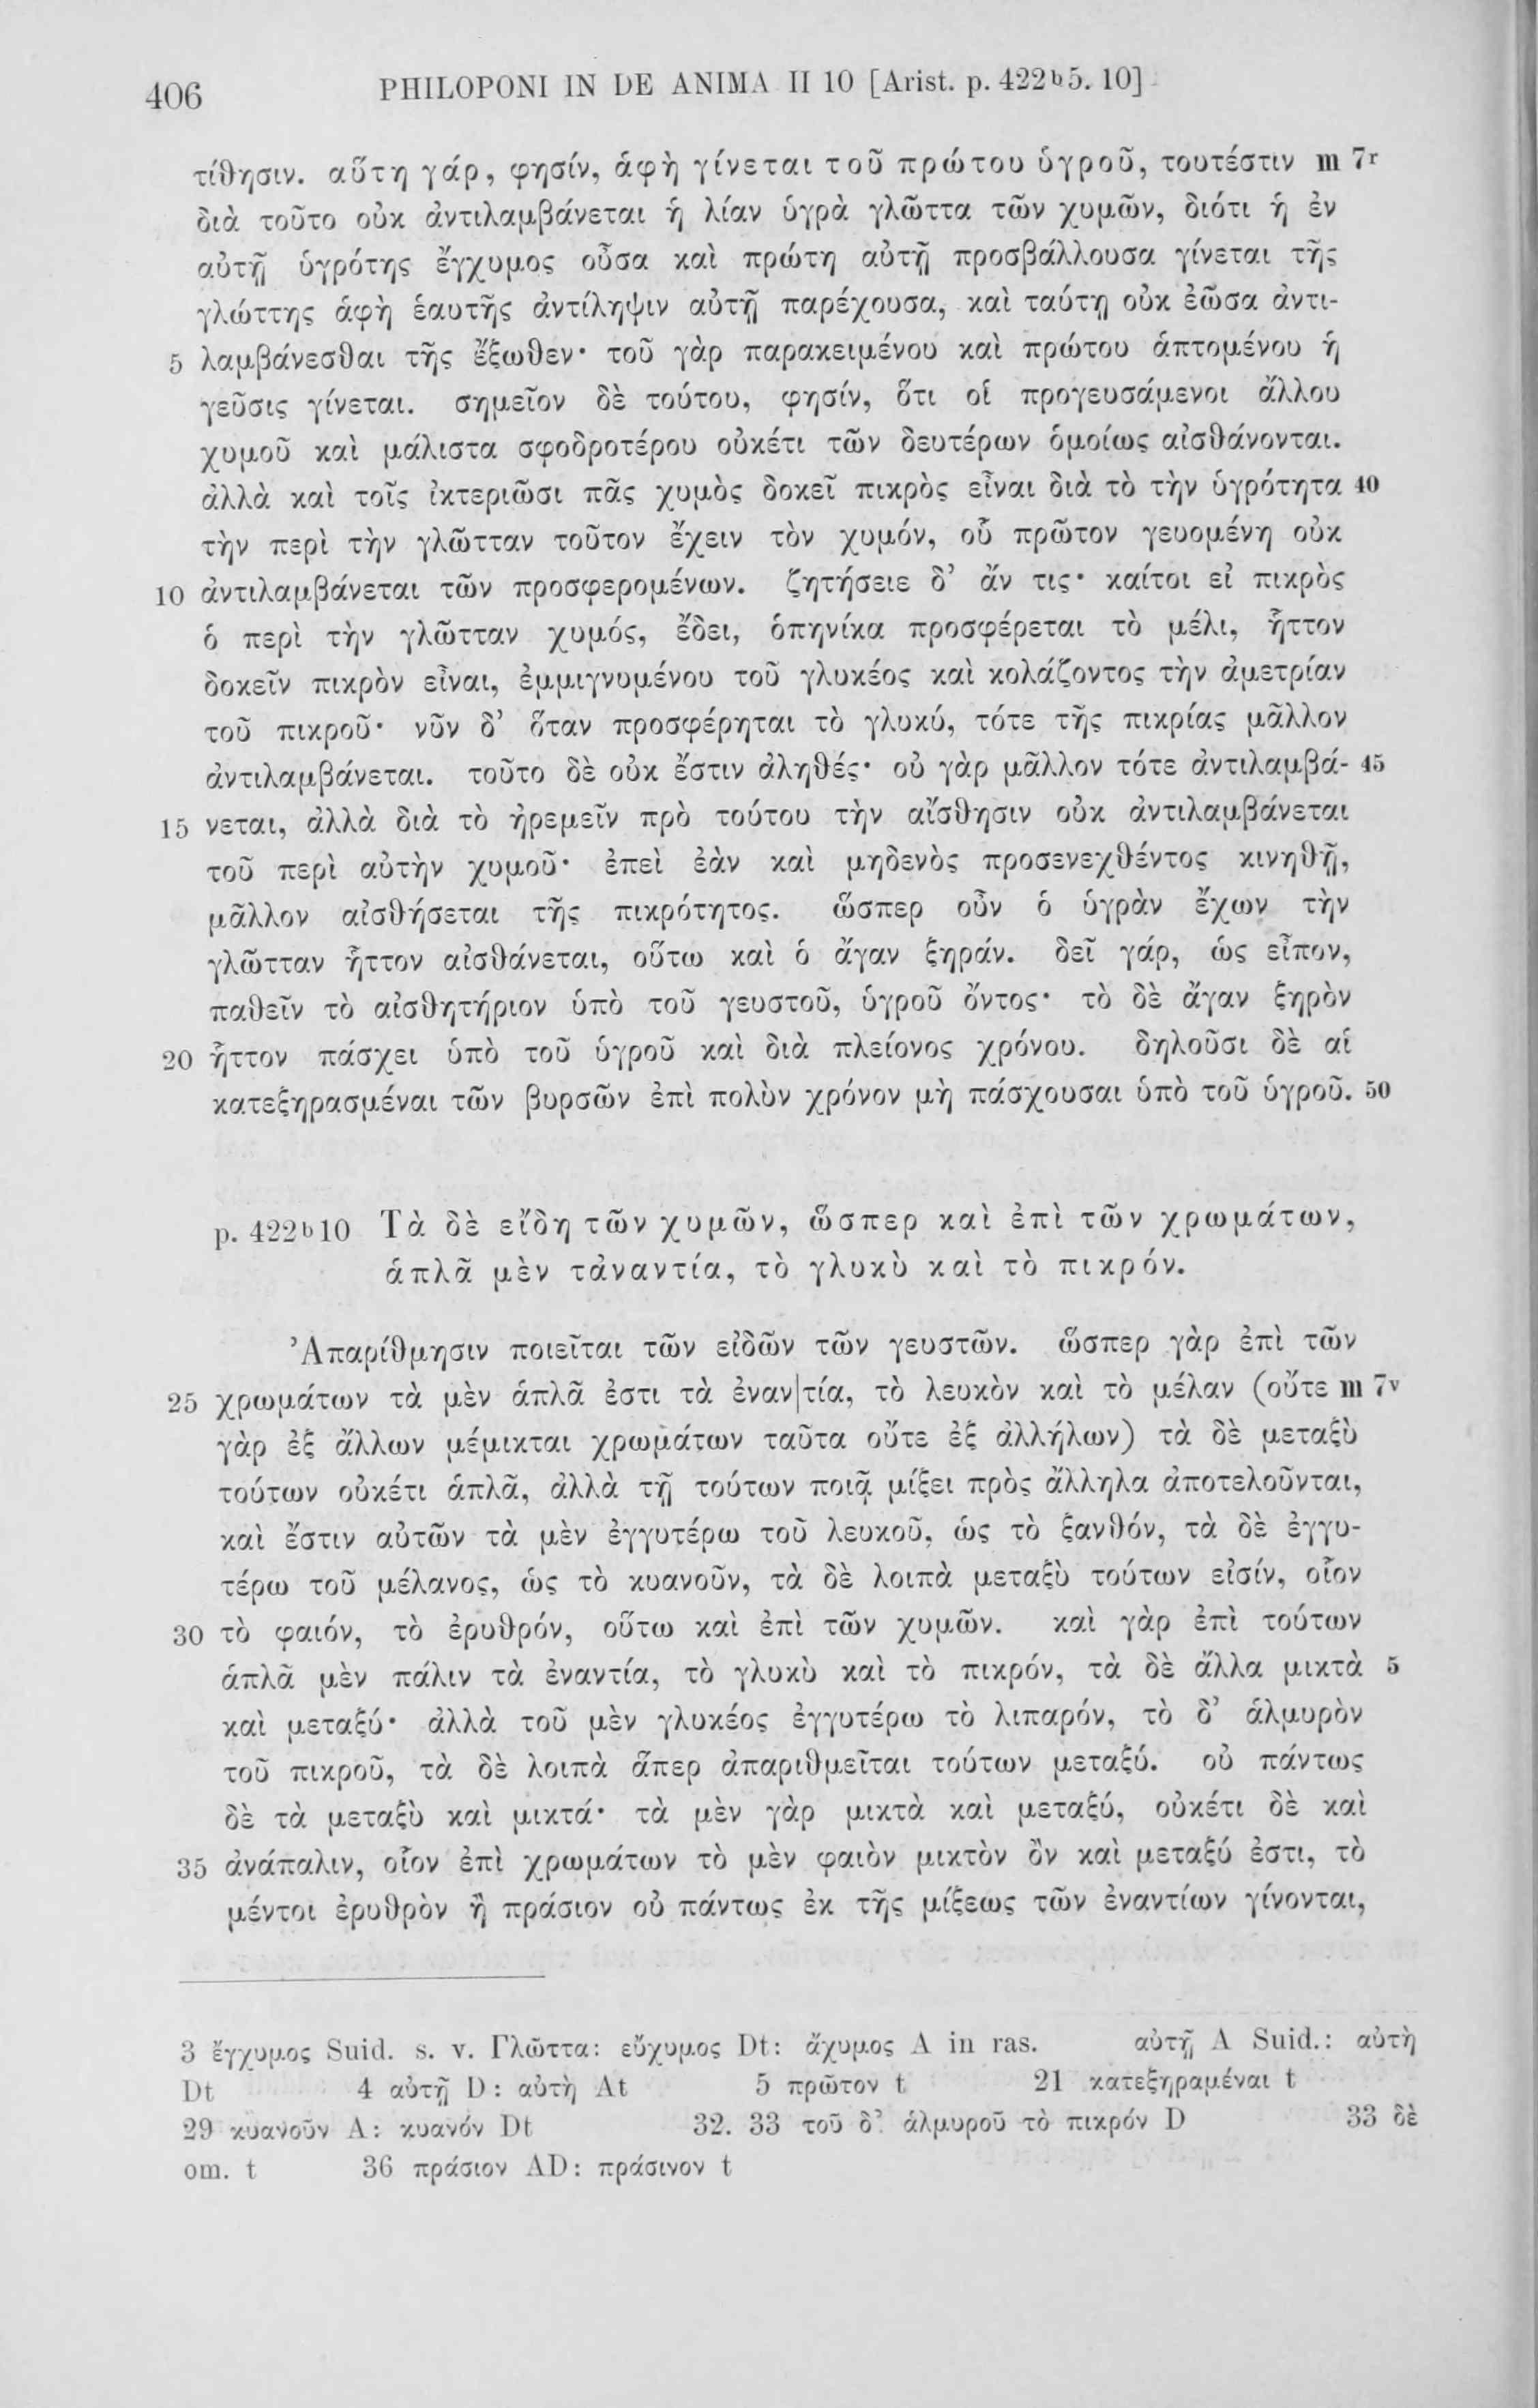 406 PHILOPONI IN DE ANIMA II 10 [Arist. p. 422b5. 10]
τίθησιν. αὕτη γάρ, φησίν, ἁφὴ γίνεται τοῦ πρώτου ὑγροῦ, τουτέστιν m 7r
διὰ τοῦτο οὐκ ἀντιλαμβάνεται ἡ λίαν ὑγρὰ γλῶττα τῶν χυμῶν, διότι ἡ ἐν
αὐτῇ ὑγρότης ἔγχυμος οὖσα καὶ πρώτη αὐτῇ προσβάλλουσα γίνεται τῆς
γλώττης ἁφὴ ἑαυτῆς ἀντίληψιν αὐτῇ παρέχουσα, καὶ ταύτῃ οὐκ ἐῶσα ἀντι-
5 λαμβάνεσθαι τῆς ἔξωθεν· τοῦ γὰρ παρακειμένου καὶ πρώτου ἁπτομένου ἡ
γεῦσις γίνεται. σημεῖον δὲ τούτου, φησίν, ὅτι οἱ προγευσάμενοι ἄλλου
χυμοῦ καὶ μάλιστα σφοδροτέρου οὐκέτι τῶν δευτέρων ὁμοίως αἰσθάνονται.
ἀλλὰ καὶ τοῖς ἰκτεριῶσι πᾶς χυμὸς δοκεῖ πικρὸς εἶναι διὰ τὸ τὴν ὑγρότητα 40
τὴν περὶ τὴν γλῶτταν τοῦτον ἔχειν τὸν χυμόν, οὗ πρῶτον γευομένη οὐκ
10 ἀντιλαμβάνεται τῶν προσφερομένων. ζητήσειε δ’ ἄν τις· καίτοι εἰ πικρὸς
ὁ περὶ τὴν γλῶτταν χυμός, ἔδει, ὁπηνίκα προσφέρεται τὸ μέλι, ἧττον
δοκεῖν πικρὸν εἶναι, ἐμμιγνυμένου τοῦ γλυκέος καὶ κολάζοντος τὴν ἀμετρίαν
τοῦ πικροῦ· νῦν δ’ ὅταν προσφέρηται τὸ γλυκύ, τότε τῆς πικρίας μᾶλλον
ἀντιλαμβάνεται. τοῦτο δὲ οὐκ ἔστιν ἀληθές· οὐ γὰρ μᾶλλον τότε ἀντιλαμβά- 45
15 νεται, ἀλλὰ διὰ τὸ ἠρεμεῖν πρὸ τούτου τὴν αἴσθησιν οὐκ ἀντιλαμβάνεται
τοῦ περὶ αὐτὴν χυμοῦ· ἐπεὶ ἐὰν καὶ μηδενὸς προσενεχθέντος κινηθῇ,
μᾶλλον αἰσθήσεται τῆς πικρότητος. ὥσπερ οὖν ὁ ὑγρὰν ἔχων τὴν
γλῶτταν ἧττον αἰσθάνεται, οὕτω καὶ ὁ ἄγαν ξηράν. δεῖ γάρ, ὡς εἶπον,
παθεῖν τὸ αἰσθητήριον ὑπὸ τοῦ γευστοῦ, ὑγροῦ ὄντος· τὸ δὲ ἄγαν ξηρὸν
20 ἧττον πάσχει ὑπὸ τοῦ ὑγροῦ καὶ διὰ πλείονος χρόνου. δηλοῦσι δὲ αἱ
κατεξηρασμέναι τῶν βυρσῶν ἐπὶ πολὺν χρόνον μὴ πάσχουσαι ὑπὸ τοῦ ὑγροῦ. 50
p. 422b10 Τὰ δὲ εἴδη τῶν χυμῶν, ὥσπερ καὶ ἐπὶ τῶν χρωμάτων,
ἁπλᾶ μὲν τἀναντία, τὸ γλυκὺ καὶ τὸ πικρόν.
Ἀπαρίθμησιν ποιεῖται τῶν εἰδῶν τῶν γευστῶν. ὥσπερ γὰρ ἐπὶ τῶν
25 χρωμάτων τὰ μὲν ἁπλᾶ ἐστι τὰ ἐναν|τία, τὸ λευκὸν καὶ τὸ μέλαν (οὔτε m 7v
γὰρ ἐξ ἄλλων μέμικται χρωμάτων ταῦτα οὔτε ἐξ ἀλλήλων) τὰ δὲ μεταξὺ
τούτων οὐκέτι ἁπλᾶ, ἀλλὰ τῇ τούτων ποιᾷ μίξει πρὸς ἄλληλα ἀποτελοῦνται,
καὶ ἔστιν αὐτῶν τὰ μὲν ἐγγυτέρω τοῦ λευκοῦ, ὡς τὸ ξανθόν, τὰ δὲ ἐγγυ-
τέρω τοῦ μέλανος, ὡς τὸ κυανοῦν, τὰ δὲ λοιπὰ μεταξὺ τούτων εἰσίν, οἷον
30 τὸ φαιόν, τὸ ἐρυθρόν, οὕτω καὶ ἐπὶ τῶν χυμῶν. καὶ γὰρ ἐπὶ τούτων
ἁπλᾶ μὲν πάλιν τὰ ἐναντία, τὸ γλυκὺ καὶ τὸ πικρόν, τὰ δὲ ἄλλα μικτὰ 5
καὶ μεταξύ· ἀλλὰ τοῦ μὲν γλυκέος ἐγγυτέρω τὸ λιπαρόν, τὸ δ’ ἁλμυρὸν
τοῦ πικροῦ, τὰ δὲ λοιπὰ ἅπερ ἀπαριθμεῖται τούτων μεταξύ. οὐ πάντως
δὲ τὰ μεταξὺ καὶ μικτά· τὰ μὲν γὰρ μικτὰ καὶ μεταξύ, οὐκέτι δὲ καὶ
35 ἀνάπαλιν, οἷον ἐπὶ χρωμάτων τὸ μὲν φαιὸν μικτὸν ὂν καὶ μεταξύ ἐστι, τὸ
μέντοι ἐρυθρὸν ἢ πράσιον οὐ πάντως ἐκ τῆς μίξεως τῶν ἐναντίων γίνονται,
3 ἔγχυμος Suid. s. v. Γλῶττα: εὔχυμος Dt: ἄχυμος A in ras. αὐτῇ A Suid.: αὐτὴ
Dt 4 αὐτῇ D: αὐτὴ At 5 πρῶτον t 21 κατεξηραμέναι t
29 κυανοῦν A: κυανόν Dt 32. 33 τοῦ δ’ ἁλμυροῦ τὸ πικρόν D 33 δὲ
om. t 36 πράσιον AD: πράσινον t